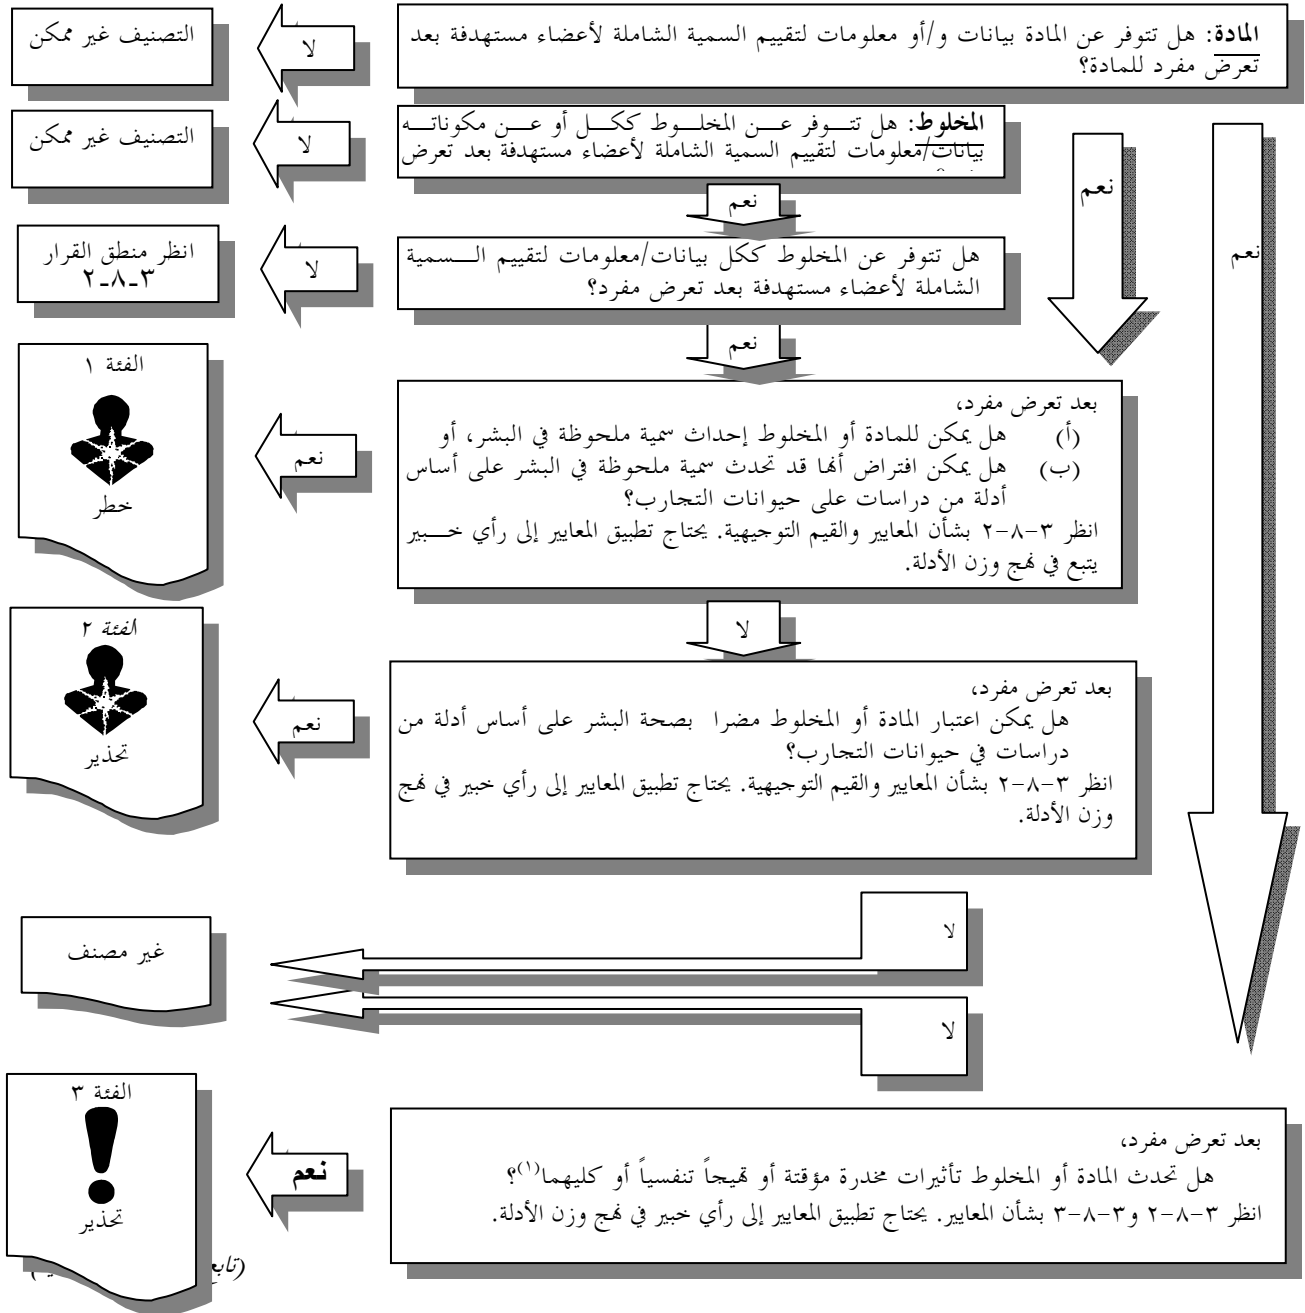 المادة: هل تتوفر عن المادة بيانات و/أو معلومات لتقييم السمية الشاملة لأعضاء مستهدفة بعد
تعرض مفرد للمادة؟
لا
التصنيف غير ممكن
المخلوط: هل تتوفر عن المخلوط ككل أو عن مكوناته
بيانات/معلومات لتقييم السمية الشاملة لأعضاء مستهدفة بعد تعرض
لا
التصنيف غير ممكن
نعم
نعم
نعم
هل تتوفر عن المخلوط ككل بيانات/معلومات لتقييم السمية
الشاملة لأعضاء مستهدفة بعد تعرض مفرد؟
لا
انظر منطق القرار
٣-٨-٢
نعم
بعد تعرض مفرد،
(أ) هل يمكن للمادة أو المخلوط إحداث سمية ملحوظة في البشر، أو
(ب) هل يمكن افتراض أنها قد تحدث سمية ملحوظة في البشر على أساس
أدلة من دراسات على حيوانات التجارب؟
انظر ٣-٨-٢ بشأن المعايير والقيم التوجيهية. يحتاج تطبيق المعايير إلى رأي خبير
يتبع في نهج وزن الأدلة.
نعم
الفئة ١
خطر
لا
بعد تعرض مفرد،
هل يمكن اعتبار المادة أو المخلوط مضرا بصحة البشر على أساس أدلة من
دراسات في حيوانات التجارب؟
انظر ٣-٨-٢ بشأن المعايير والقيم التوجيهية. يحتاج تطبيق المعايير إلى رأي خبير في نهج
وزن الأدلة.
نعم
الفئة ٢
تحذير
لا
غير مصنف
لا
بعد تعرض مفرد،
هل تحدث المادة أو المخلوط تأثيرات مخدرة مؤقتة أو تهيجاً تنفسياً أو كليهما(١)؟
انظر ٣-٨-٢ و٣-٨-٣ بشأن المعايير. يحتاج تطبيق المعايير إلى رأي خبير في نهج وزن الأدلة.
نعم
الفئة ٣
تحذير
(تابع